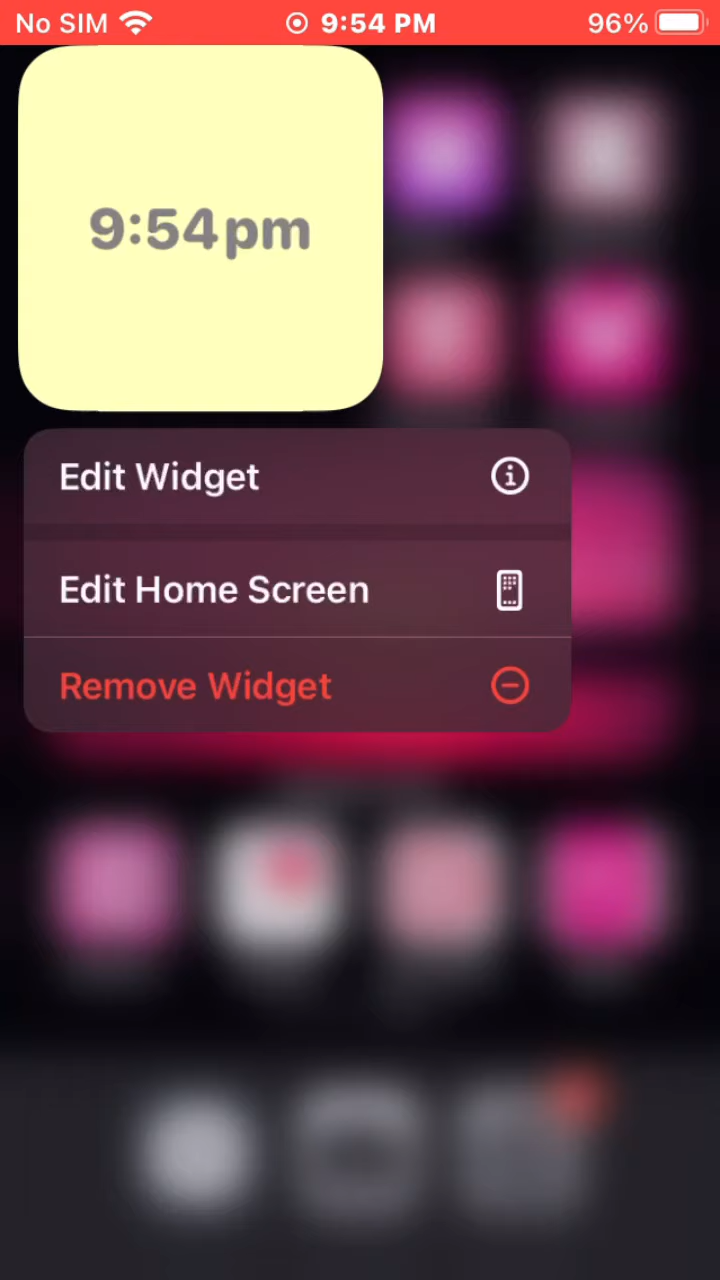 No SIM 9:54 PM 96%
9:54pm
Edit Widget
Edit Home Screen
Remove Widget